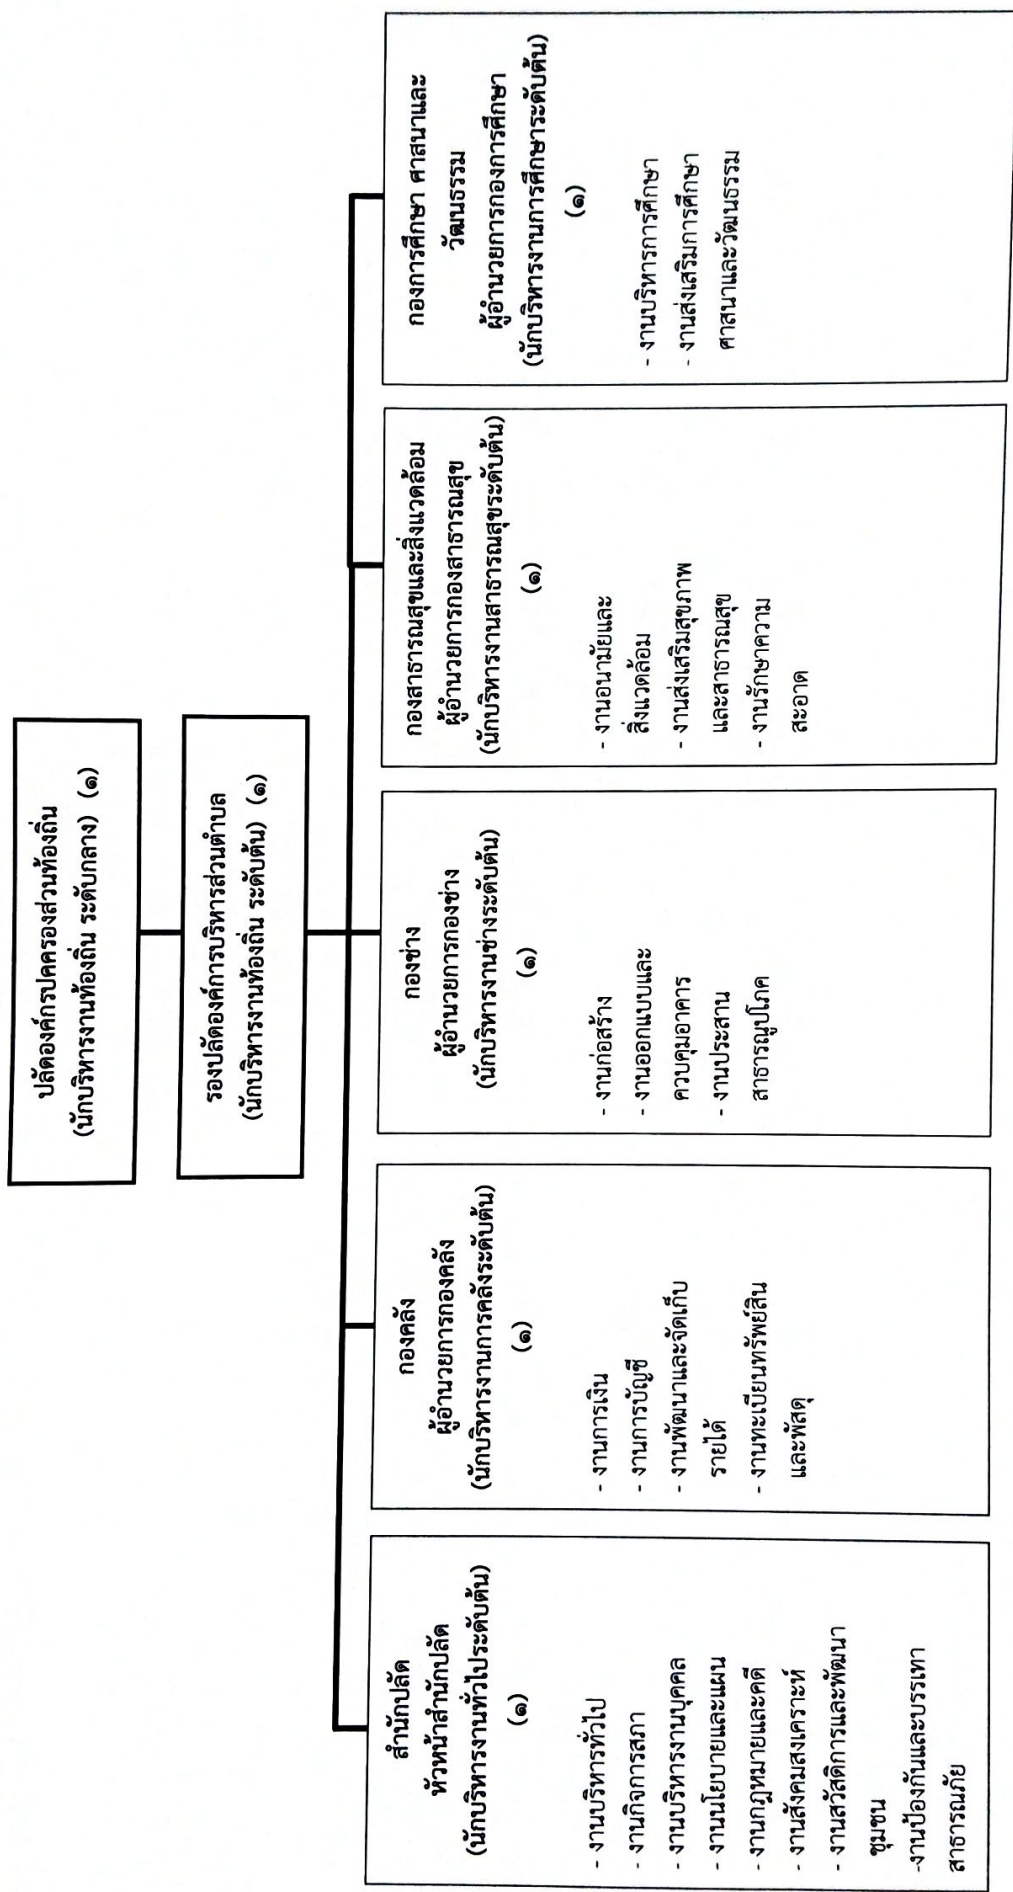 ปลัดองค์กรปคครองส่วนท้องถิ่น
(นักบริหารงานท้องถิ่น ระดับกลาง) (๑)
รองปลัดองค์การบริหารส่วนตำบล
(นักบริหารงานท้องถิ่น ระดับต้น) (๑)
สำนักปลัด
หัวหน้าสำนักปลัด
(นักบริหารงานทั่วไประดับต้น)
(๑)
- งานบริหารทั่วไป
- งานกิจการสภา
- งานบริหารงานบุคคล
- งานนโยบายและแผน
- งานกฎหมายและคดี
- งานสังคมสงเคราะห์
- งานสวัสดิการและพัฒนา
ชุมชน
-งานป้องกันและบรรเทา
สาธารณภัย
กองคลัง
ผู้อำนวยการกองคลัง
(นักบริหารงานการคลังระดับต้น)
(๑)
- งานการเงิน
- งานการบัญชี
- งานพัฒนาและจัดเก็บ
รายได้
- งานทะเบียนทรัพย์สิน
และพัสดุ
กองช่าง
ผู้อำนวยการกองช่าง
(นักบริหารงานช่างระดับต้น)
(๑)
- งานก่อสร้าง
- งานออกแบบและ
ควบคุมอาคาร
- งานประสาน
สาธารณูปโภค
กองสาธารณสุขและสิ่งแวดล้อม
ผู้อำนวยการกองสาธารณสุข
(นักบริหารงานสาธารณสุขระดับต้น)
(๑)
- งานอนามัยและ
สิ่งแวดล้อม
- งานส่งเสริมสุขภาพ
และสาธารณสุข
- งานรักษาความ
สะอาด
กองการศึกษา ศาสนาและ
วัฒนธรรม
ผู้อำนวยการกองการศึกษา
(นักบริหารงานการศึกษาระดับต้น)
(๑)
- งานบริหารการศึกษา
- งานส่งเสริมการศึกษา
ศาสนาและวัฒนธรรม